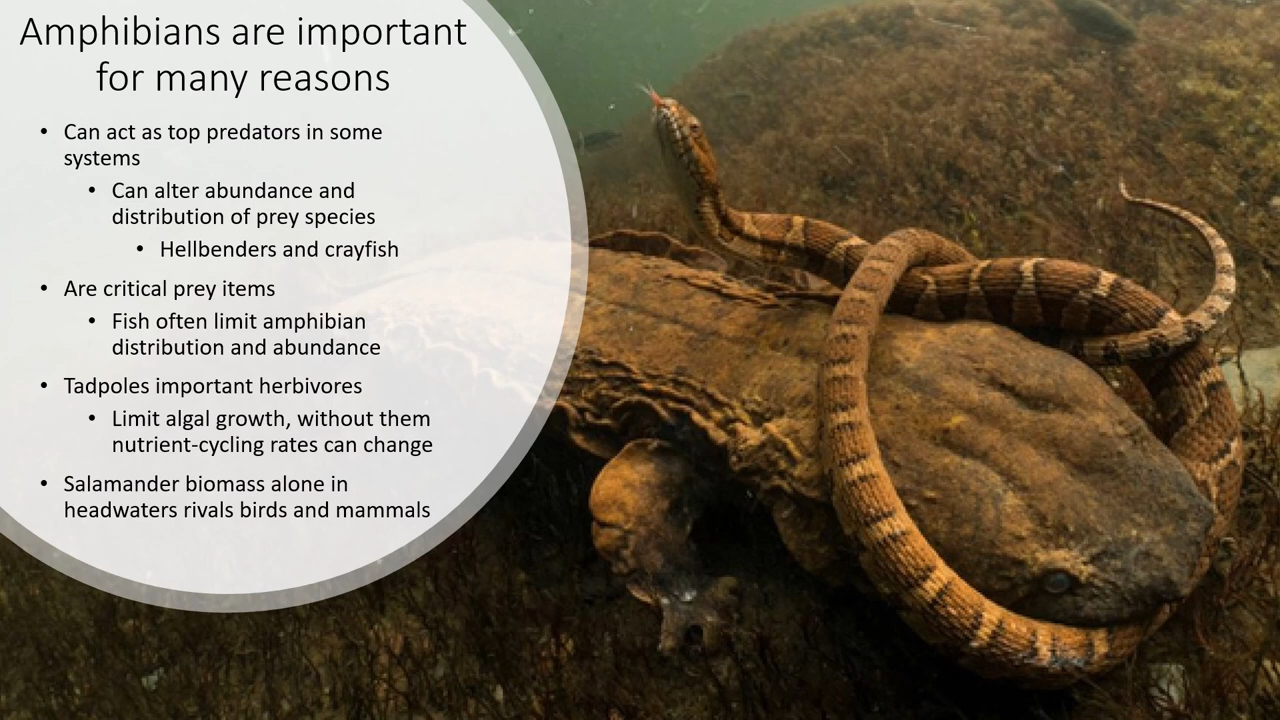 Amphibians are important
for many reasons
• Can act as top predators in some
systems
• Can alter abundance and
distribution of prey species
• Hellbenders and crayfish
• Are critical prey items
• Fish often limit amphibian
distribution and abundance
• Tadpoles important herbivores
• Limit algal growth, without them
nutrient-cycling rates can change
• Salamander biomass alone in
headwaters rivals birds and mammals